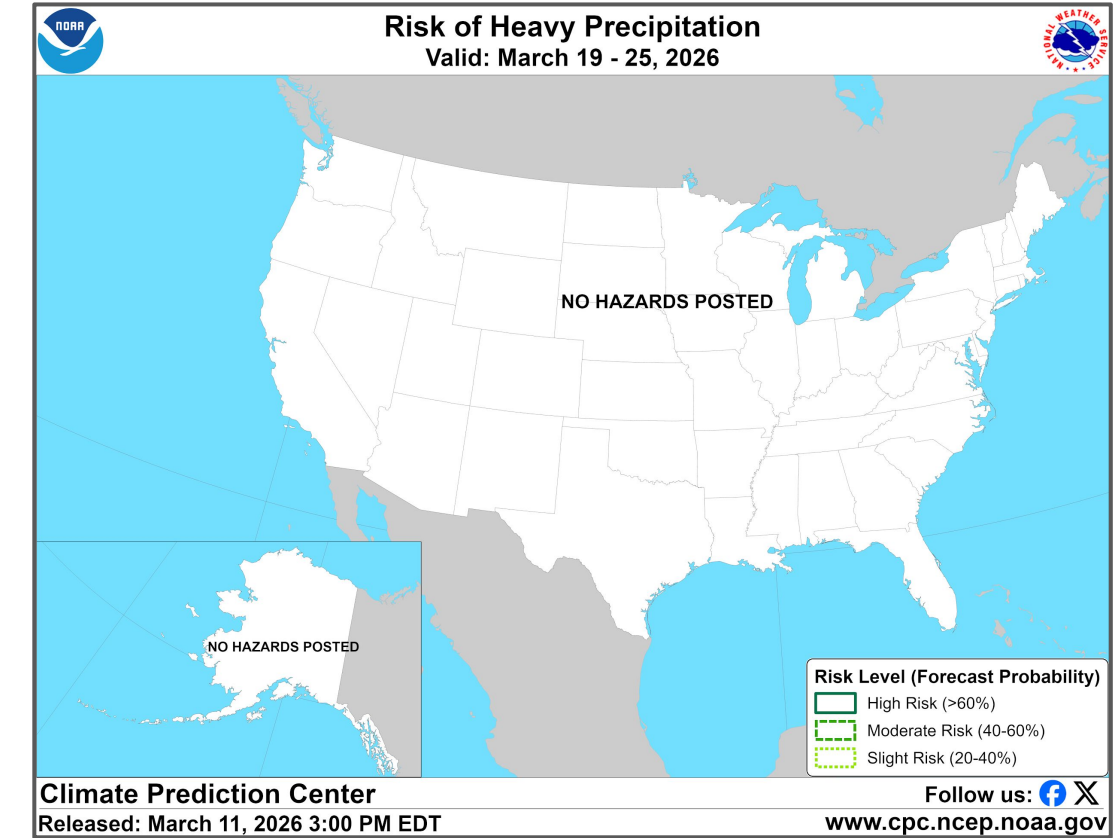 NOAA
Risk of Heavy Precipitation
Valid: March 19 - 25, 2026
NATIONAL WEATHER SERVICE
NO HAZARDS POSTED
NO HAZARDS POSTED
Risk Level (Forecast Probability)
High Risk (>60%)
Moderate Risk (40-60%)
Slight Risk (20-40%)
Climate Prediction Center
Follow us:
Released: March 11, 2026 3:00 PM EDT
www.cpc.ncep.noaa.gov